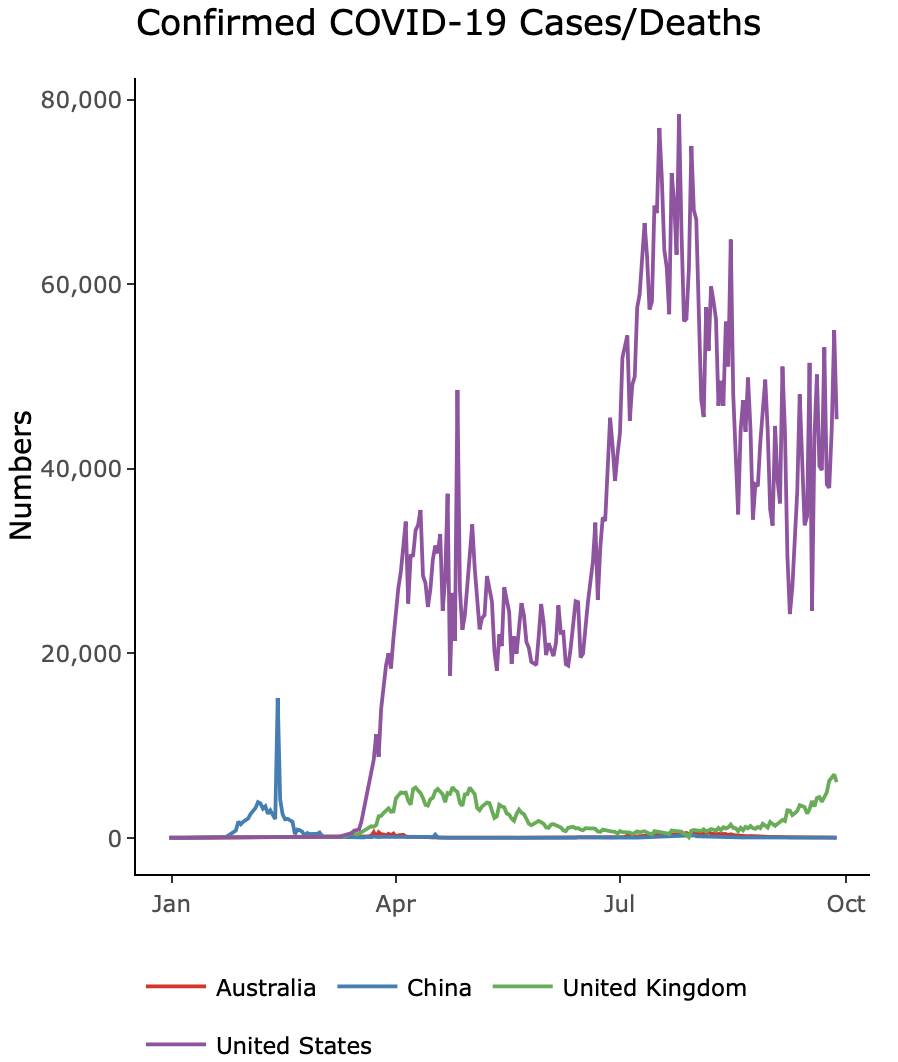 Confirmed COVID-19 Cases/Deaths
80,000
60,000
40,000
20,000
0
Numbers
Jan Apr Jul Oct
Australia China United Kingdom
United States